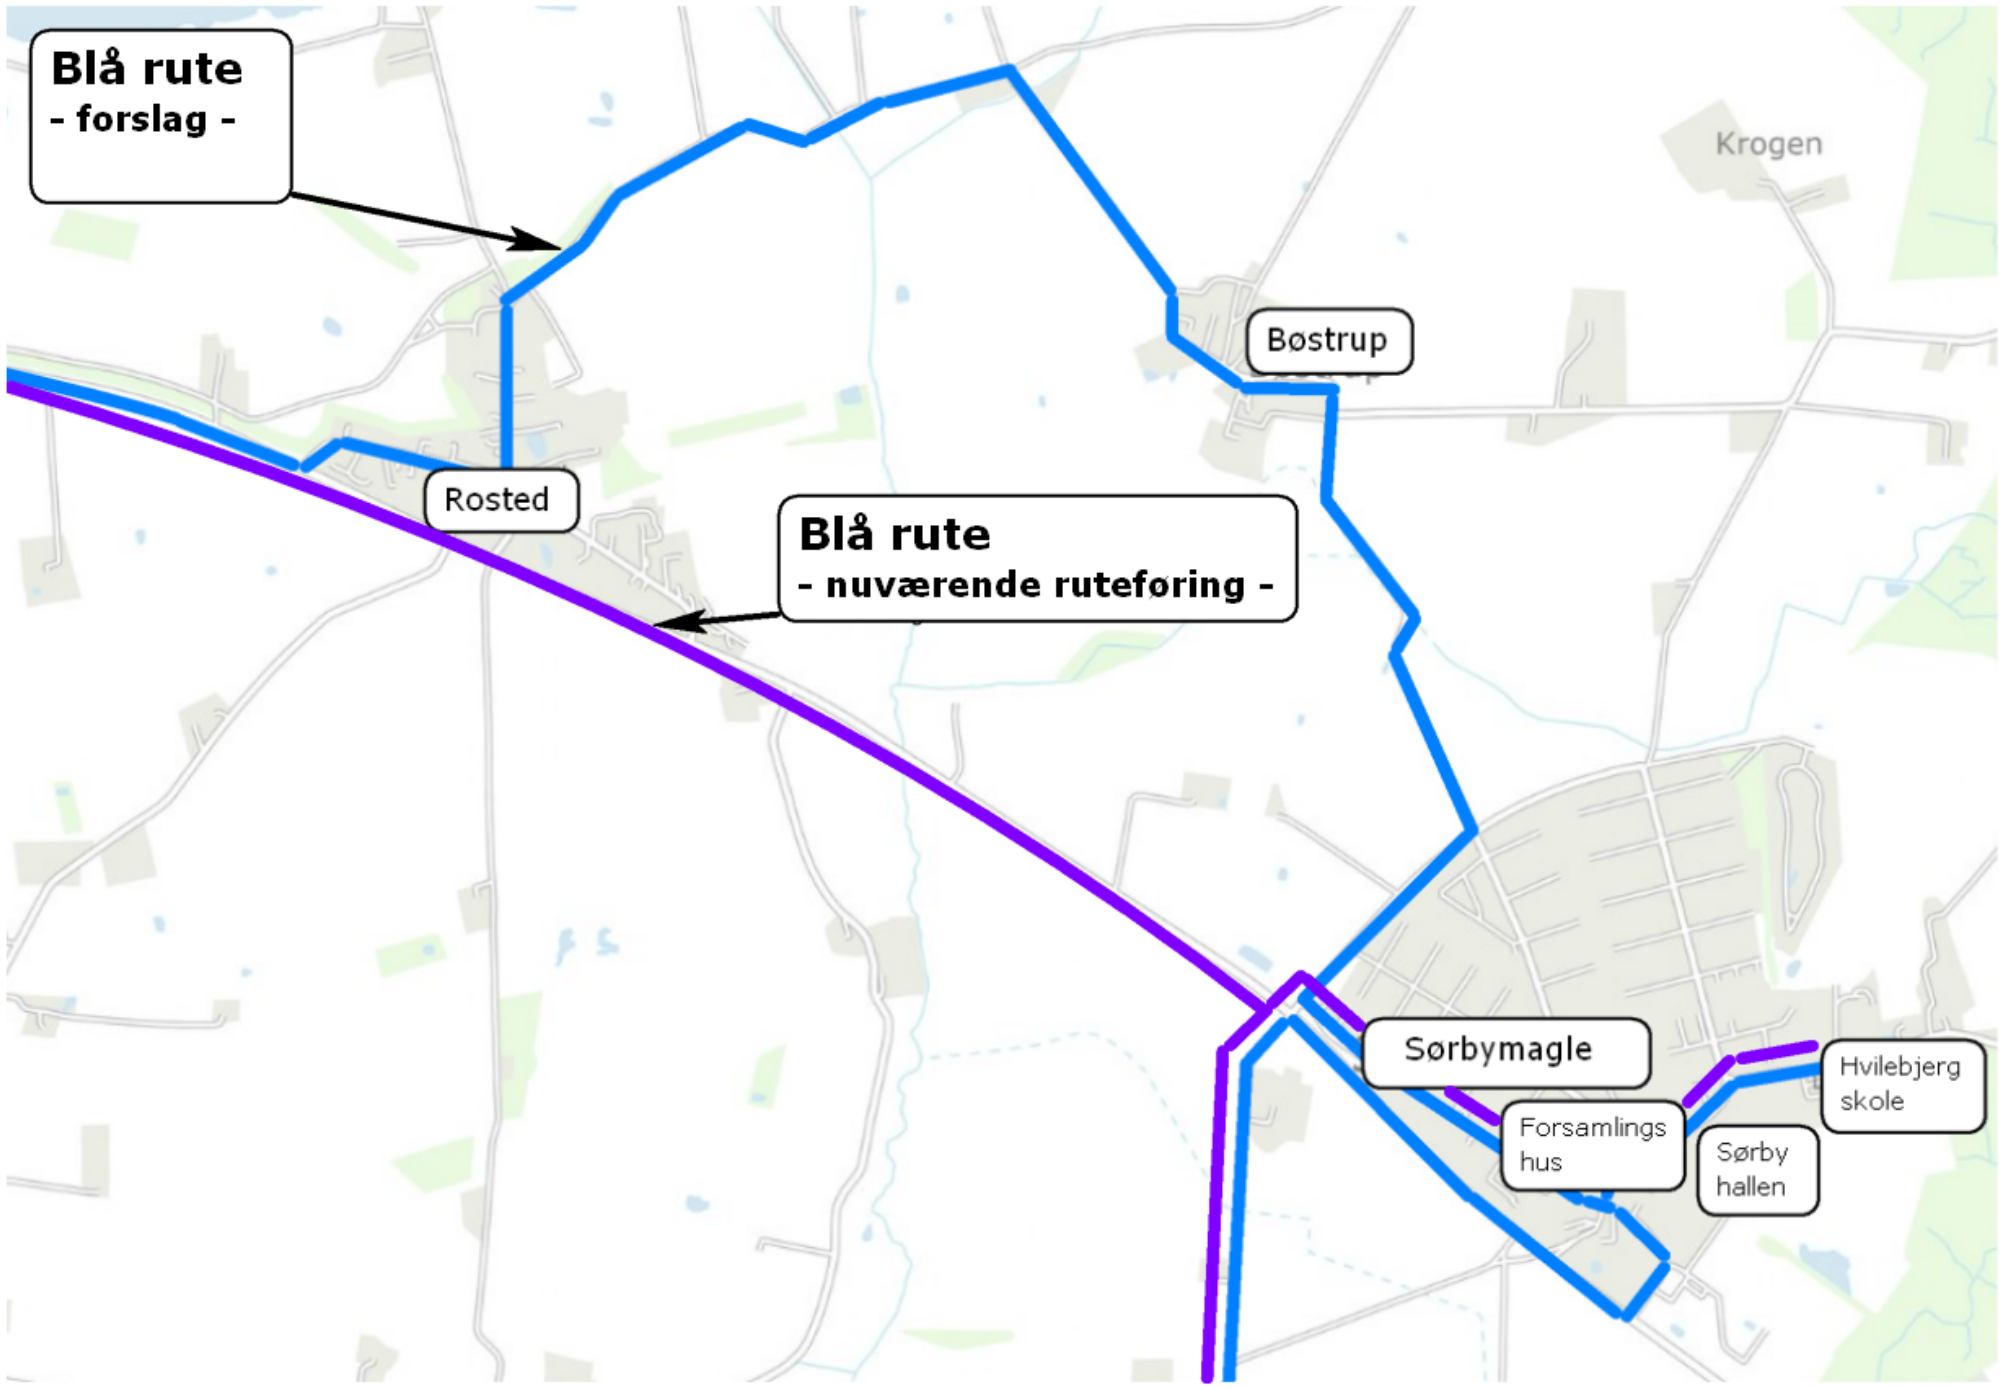 Blå rute
- forslag -
Krogen
Bøstrup
Rosted
Blå rute
- nuværende ruteføring -
Sørbymagle
Hvilebjerg
skole
Forsamlings
hus
Sørby
hallen